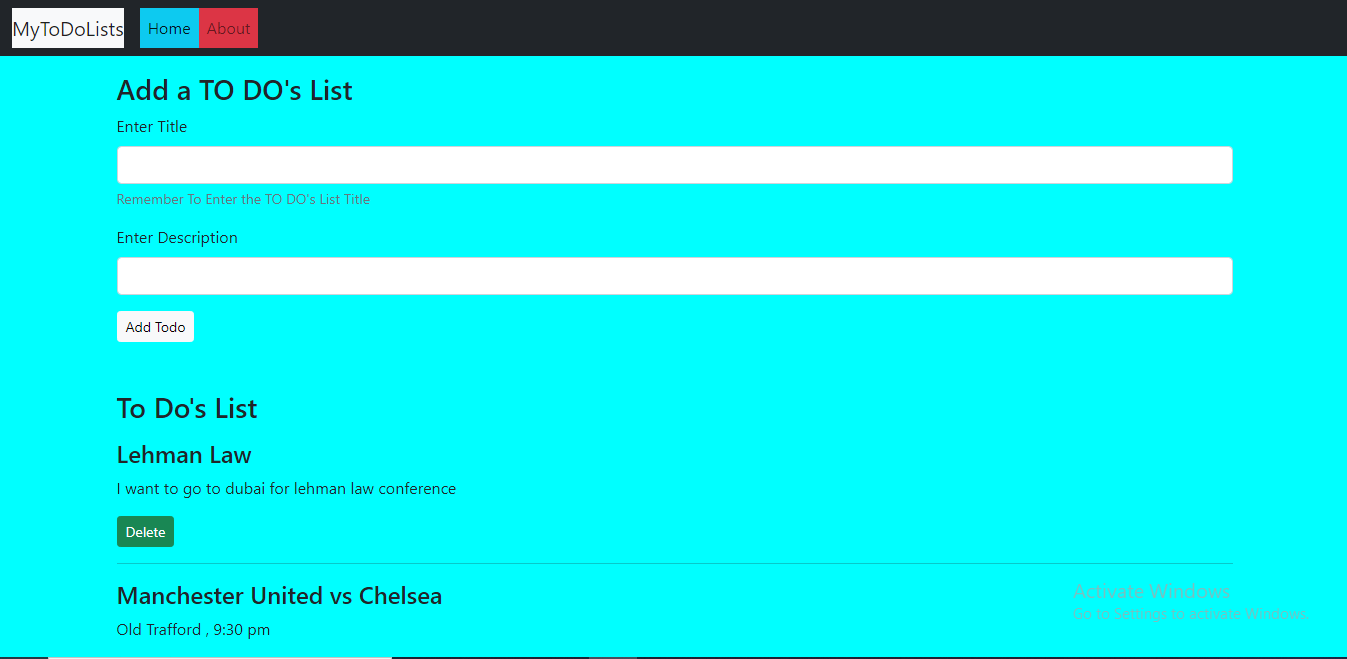 MyToDoLists Home About
Add a TO DO's List
Enter Title
Remember To Enter the TO DO's List Title
Enter Description
Add Todo
To Do's List
Lehman Law
I want to go to dubai for lehman law conference
Delete
Manchester United vs Chelsea
Old Trafford , 9:30 pm
Activate Windows
Go to Settings to activate Windows.